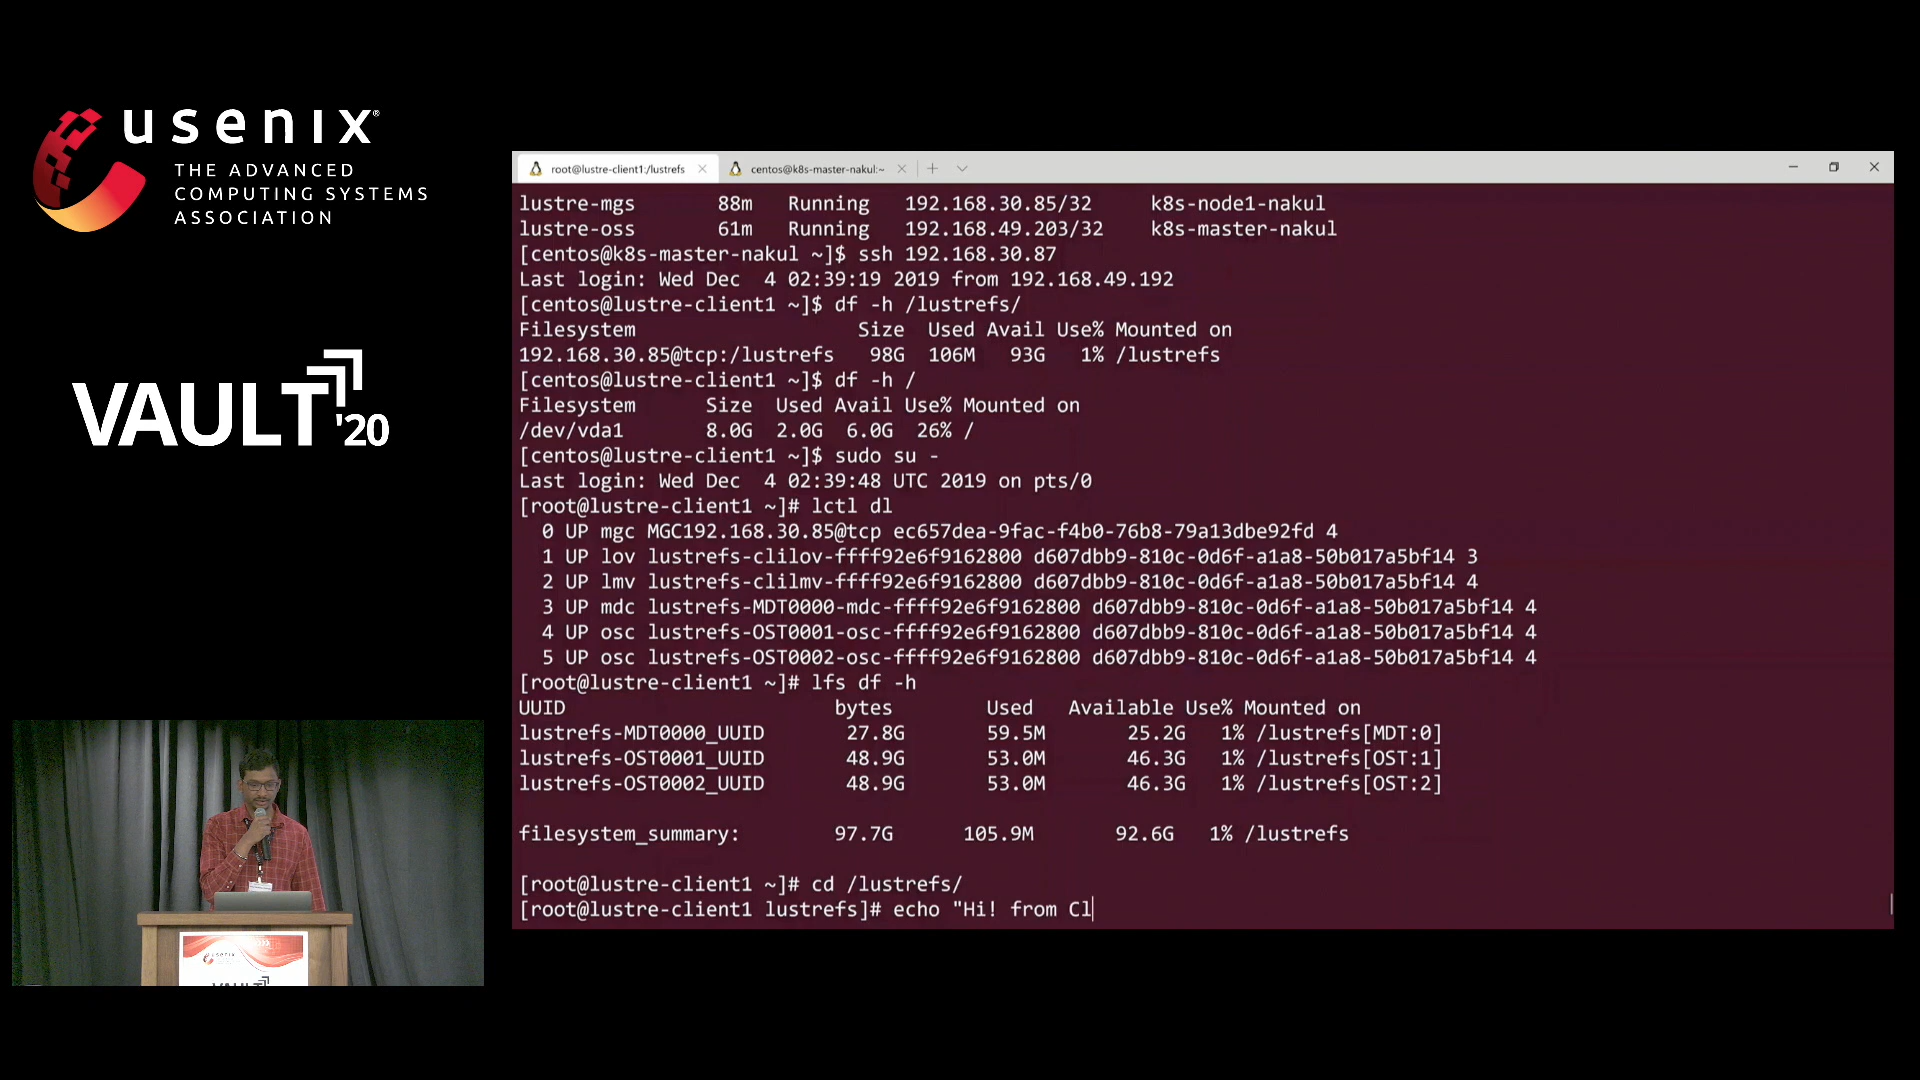 usenix®
THE ADVANCED
COMPUTING SYSTEMS
ASSOCIATION
VAULT '20
root@lustre-client1:/lustrefs
centos@k8s-master-nakul:~
lustre-mgs 88m Running 192.168.30.85/32 k8s-node1-nakul
lustre-oss 61m Running 192.168.49.203/32 k8s-master-nakul
[centos@k8s-master-nakul ~]$ ssh 192.168.30.87
Last login: Wed Dec  4 02:39:19 2019 from 192.168.49.192
[centos@lustre-client1 ~]$ df -h /lustrefs/
Filesystem Size Used Avail Use% Mounted on
192.168.30.85@tcp:/lustrefs 98G 106M 93G 1% /lustrefs
[centos@lustre-client1 ~]$ df -h /
Filesystem Size Used Avail Use% Mounted on
/dev/vda1 8.0G 2.0G 6.0G 26% /
[centos@lustre-client1 ~]$ sudo su -
Last login: Wed Dec  4 02:39:48 UTC 2019 on pts/0
[root@lustre-client1 ~]# lctl dl
0 UP mgc MGC192.168.30.85@tcp ec657dea-9fac-f4b0-76b8-79a13dbe92fd 4
1 UP lov lustrefs-clilov-ffff92e6f9162800 d607dbb9-810c-0d6f-a1a8-50b017a5bf14 3
2 UP lmv lustrefs-clilmv-ffff92e6f9162800 d607dbb9-810c-0d6f-a1a8-50b017a5bf14 4
3 UP mdc lustrefs-MDT0000-mdc-ffff92e6f9162800 d607dbb9-810c-0d6f-a1a8-50b017a5bf14 4
4 UP osc lustrefs-OST0001-osc-ffff92e6f9162800 d607dbb9-810c-0d6f-a1a8-50b017a5bf14 4
5 UP osc lustrefs-OST0002-osc-ffff92e6f9162800 d607dbb9-810c-0d6f-a1a8-50b017a5bf14 4
[root@lustre-client1 ~]# lfs df -h
UUID bytes Used Available Use% Mounted on
lustrefs-MDT0000_UUID 27.8G 59.5M 25.2G 1% /lustrefs[MDT:0]
lustrefs-OST0001_UUID 48.9G 53.0M 46.3G 1% /lustrefs[OST:1]
lustrefs-OST0002_UUID 48.9G 53.0M 46.3G 1% /lustrefs[OST:2]
filesystem_summary: 97.7G 105.9M 92.6G 1% /lustrefs
[root@lustre-client1 ~]# cd /lustrefs/
[root@lustre-client1 lustrefs]# echo "Hi! from Cl
usenix